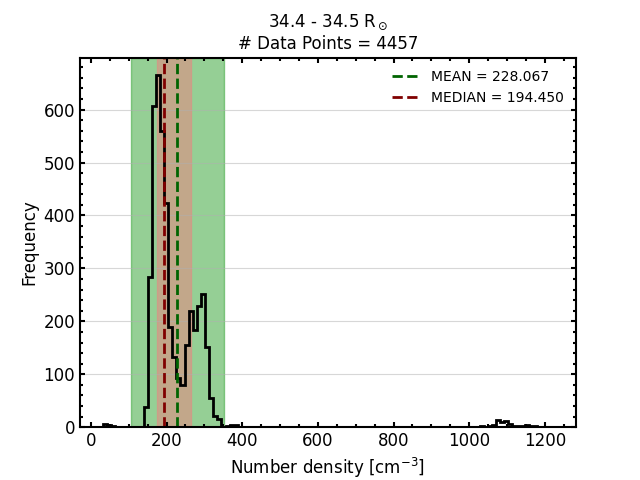 34.4 - 34.5 R⊙
# Data Points = 4457
MEAN = 228.067
MEDIAN = 194.450
Frequency
600
500
400
300
200
100
0
0 200 400 600 800 1000 1200
Number density [cm⁻³]